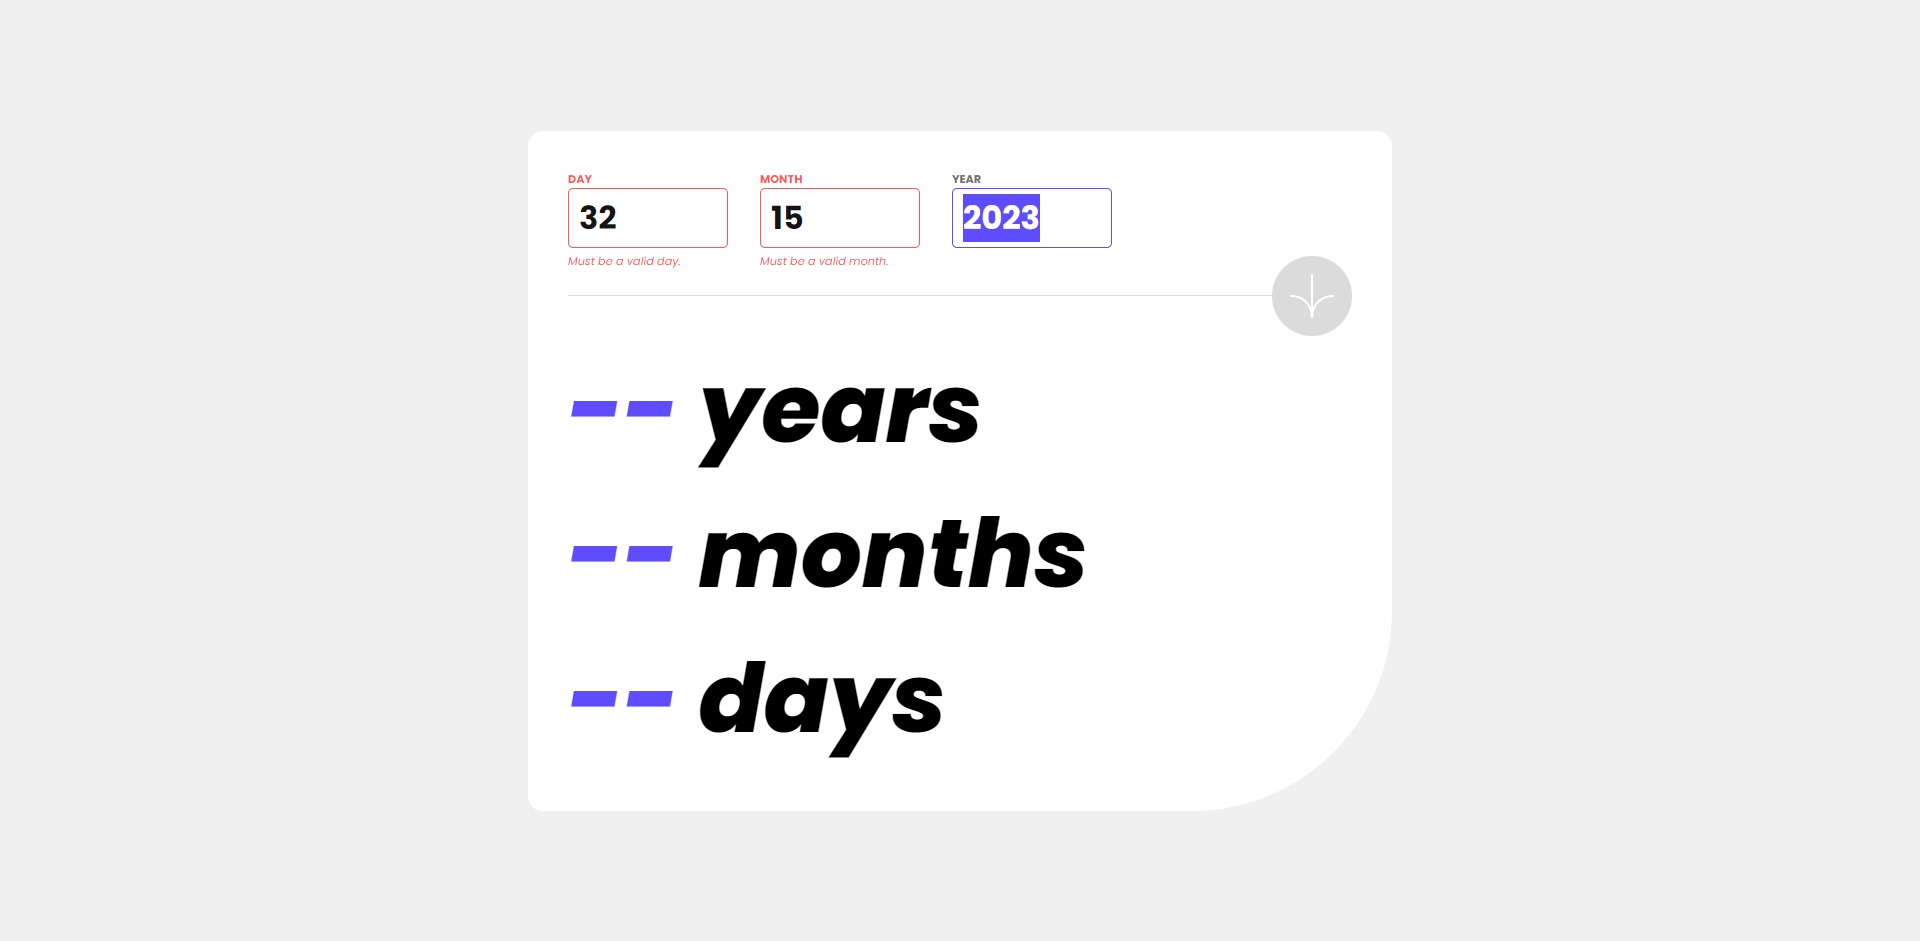 DAY MONTH YEAR
32 15 2023
Must be a valid day. Must be a valid month.
-- years
-- months
-- days